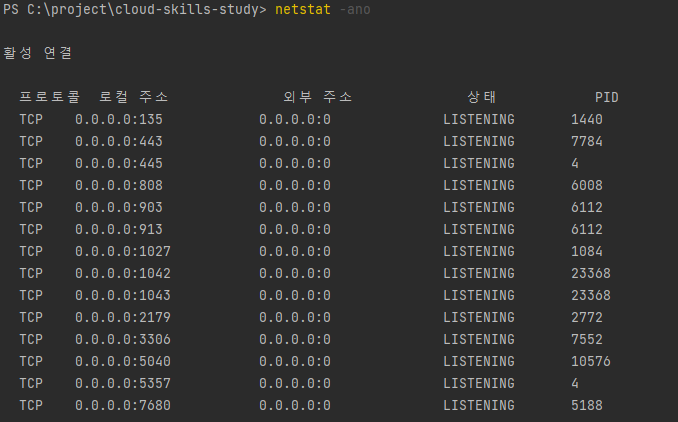 PS C:\project\cloud-skills-study> netstat -ano
활성 연결
프로토콜 로컬 주소 외부 주소 상태 PID
TCP 0.0.0.0:135 0.0.0.0:0 LISTENING 1440
TCP 0.0.0.0:443 0.0.0.0:0 LISTENING 7784
TCP 0.0.0.0:445 0.0.0.0:0 LISTENING 4
TCP 0.0.0.0:808 0.0.0.0:0 LISTENING 6008
TCP 0.0.0.0:903 0.0.0.0:0 LISTENING 6112
TCP 0.0.0.0:913 0.0.0.0:0 LISTENING 6112
TCP 0.0.0.0:1027 0.0.0.0:0 LISTENING 1084
TCP 0.0.0.0:1042 0.0.0.0:0 LISTENING 23368
TCP 0.0.0.0:1043 0.0.0.0:0 LISTENING 23368
TCP 0.0.0.0:2179 0.0.0.0:0 LISTENING 2772
TCP 0.0.0.0:3306 0.0.0.0:0 LISTENING 7552
TCP 0.0.0.0:5040 0.0.0.0:0 LISTENING 10576
TCP 0.0.0.0:5357 0.0.0.0:0 LISTENING 4
TCP 0.0.0.0:7680 0.0.0.0:0 LISTENING 5188